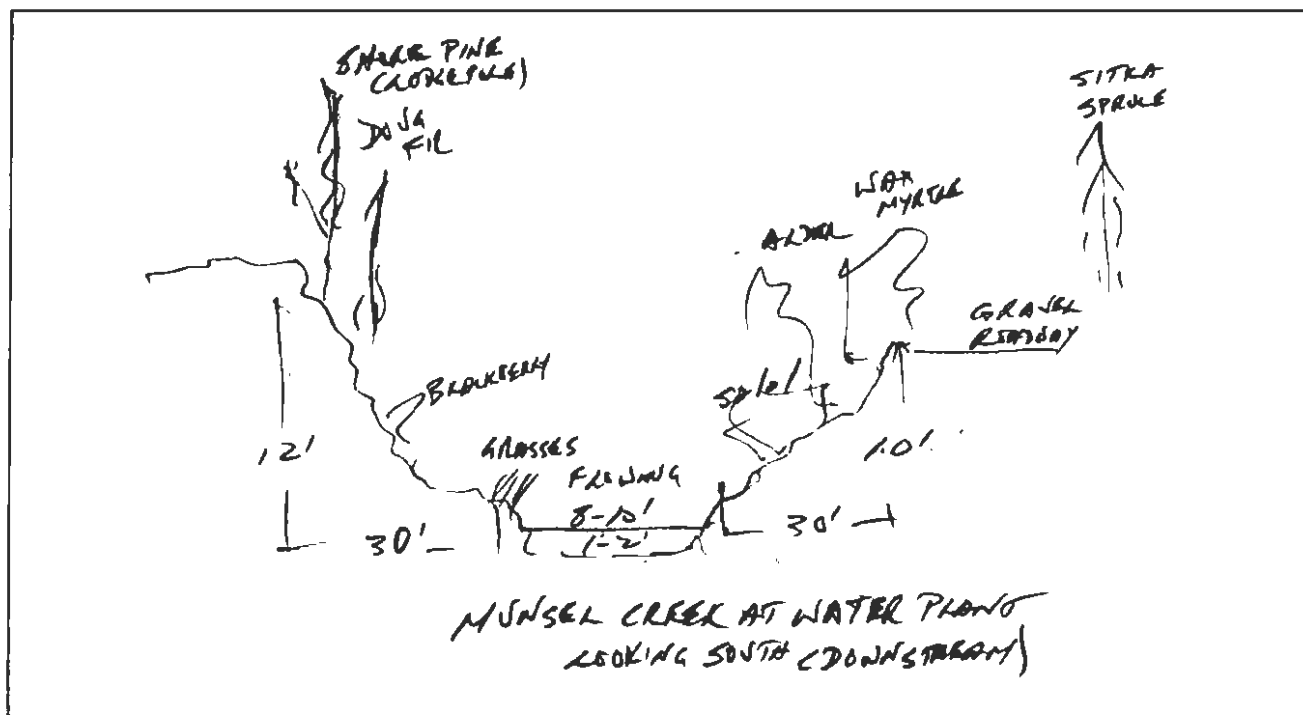 SHORE PINE
(LODGEPOLE)
DOUG
FIR
SITKA
SPRUCE
WAX
MYRTLE
ALDER
GRAVEL
ROADWAY
BLACKBERRY
salal
12'
GRASSES
FLOWING
8-10'
1-2'
10'
30'
30'
MUNSEL CREEK AT WATER PLANT
LOOKING SOUTH (DOWNSTREAM)